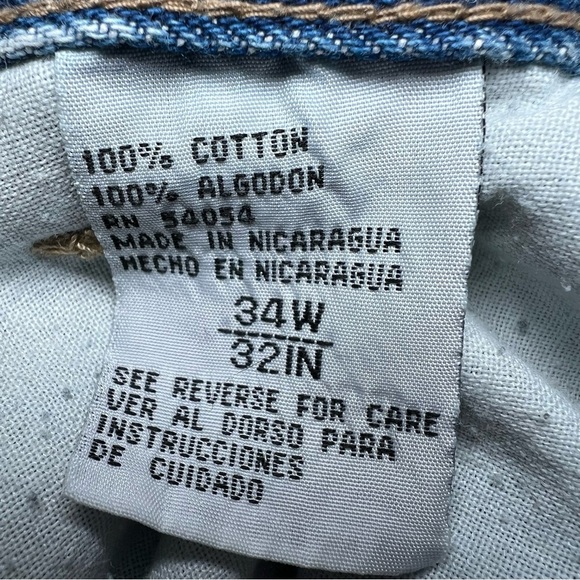 100% COTTON
100% ALGODON
RN 54054
MADE IN NICARAGUA
HECHO EN NICARAGUA
34W
32IN
SEE REVERSE FOR CARE
VER AL DORSO PARA
INSTRUCCIONES
DE CUIDADO